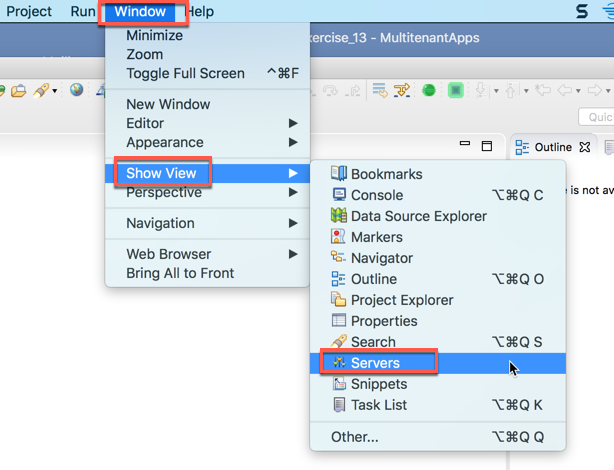 Project Run Window Help
xercise_13 - MultitenantApps
Minimize
Zoom
Toggle Full Screen ^⌘F
New Window
Editor
Appearance
Show View
Perspective
Navigation
Web Browser
Bring All to Front
Quic
Outline
e is not av
Bookmarks
Console ⌥⌘Q C
Data Source Explorer
Markers
Navigator
Outline ⌥⌘Q O
Project Explorer
Properties
Search ⌥⌘Q S
Servers
Snippets
Task List ⌥⌘Q K
Other... ⌥⌘Q Q